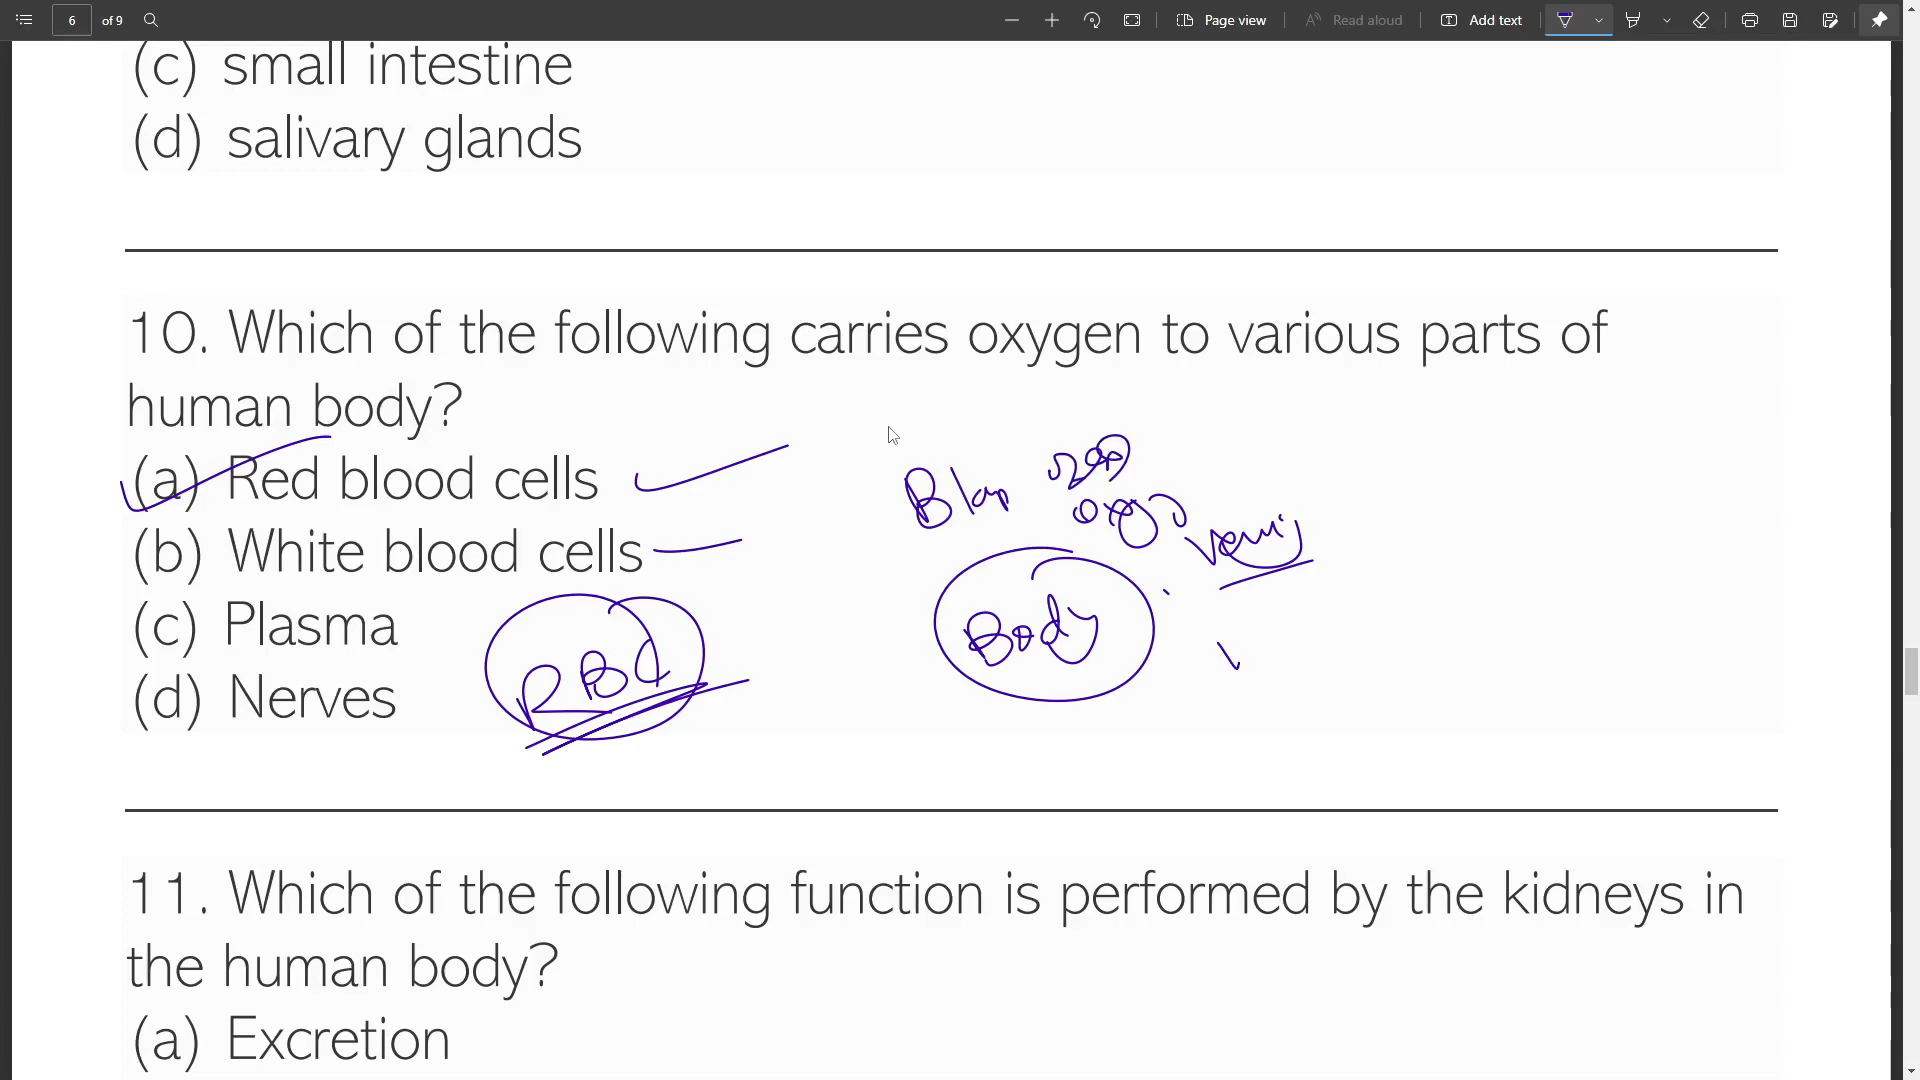 6 of 9 Page view Read aloud Add text
(c) small intestine
(d) salivary glands
10. Which of the following carries oxygen to various parts of
human body?
(a) Red blood cells
(b) White blood cells
(c) Plasma
(d) Nerves
RBC
Body
11. Which of the following function is performed by the kidneys in
the human body?
(a) Excretion